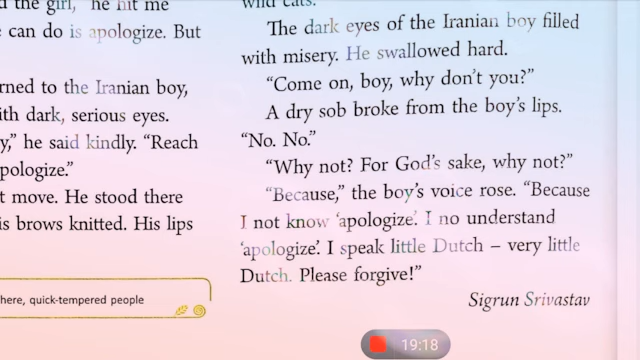 d the girl, "he hit me
can do is apologize. But
rned to the Iranian boy,
ith dark, serious eyes.
y," he said kindly. "Reach
pologize."
t move. He stood there
is brows knitted. His lips
here, quick-tempered people
wild cats.
The dark eyes of the Iranian boy filled
with misery. He swallowed hard.
"Come on, boy, why don't you?"
A dry sob broke from the boy's lips.
"No. No."
"Why not? For God's sake, why not?"
"Because," the boy's voice rose. "Because
I not know 'apologize'. I no understand
'apologize'. I speak little Dutch – very little
Dutch. Please forgive!"
Sigrun Srivastav
19:18